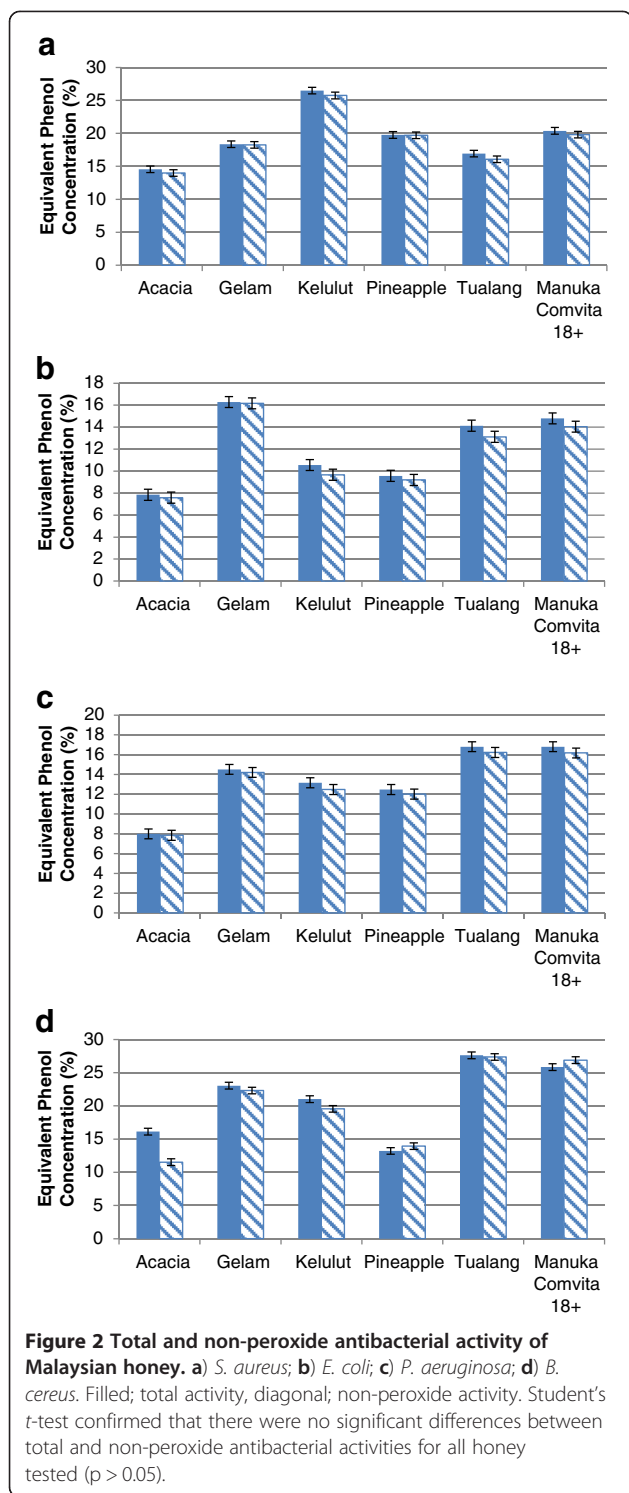 a
Equivalent Phenol
Concentration (%)
30
25
20
15
10
5
0
Acacia Gelam Kelulut Pineapple Tualang Manuka
Comvita
18+
b
Equivalent Phenol
Concentration (%)
18
16
14
12
10
8
6
4
2
0
Acacia Gelam Kelulut Pineapple Tualang Manuka
Comvita
18+
c
Equivalent Phenol
Concentration (%)
20
18
16
14
12
10
8
6
4
2
0
Acacia Gelam Kelulut Pineapple Tualang Manuka
Comvita
18+
d
Equivalent Phenol
Concentration (%)
30
25
20
15
10
5
0
Acacia Gelam Kelulut Pineapple Tualang Manuka
Comvita
18+
Figure 2 Total and non-peroxide antibacterial activity of
Malaysian honey. a) S. aureus; b) E. coli; c) P. aeruginosa; d) B.
cereus. Filled; total activity, diagonal; non-peroxide activity. Student's
t-test confirmed that there were no significant differences between
total and non-peroxide antibacterial activities for all honey
tested (p > 0.05).